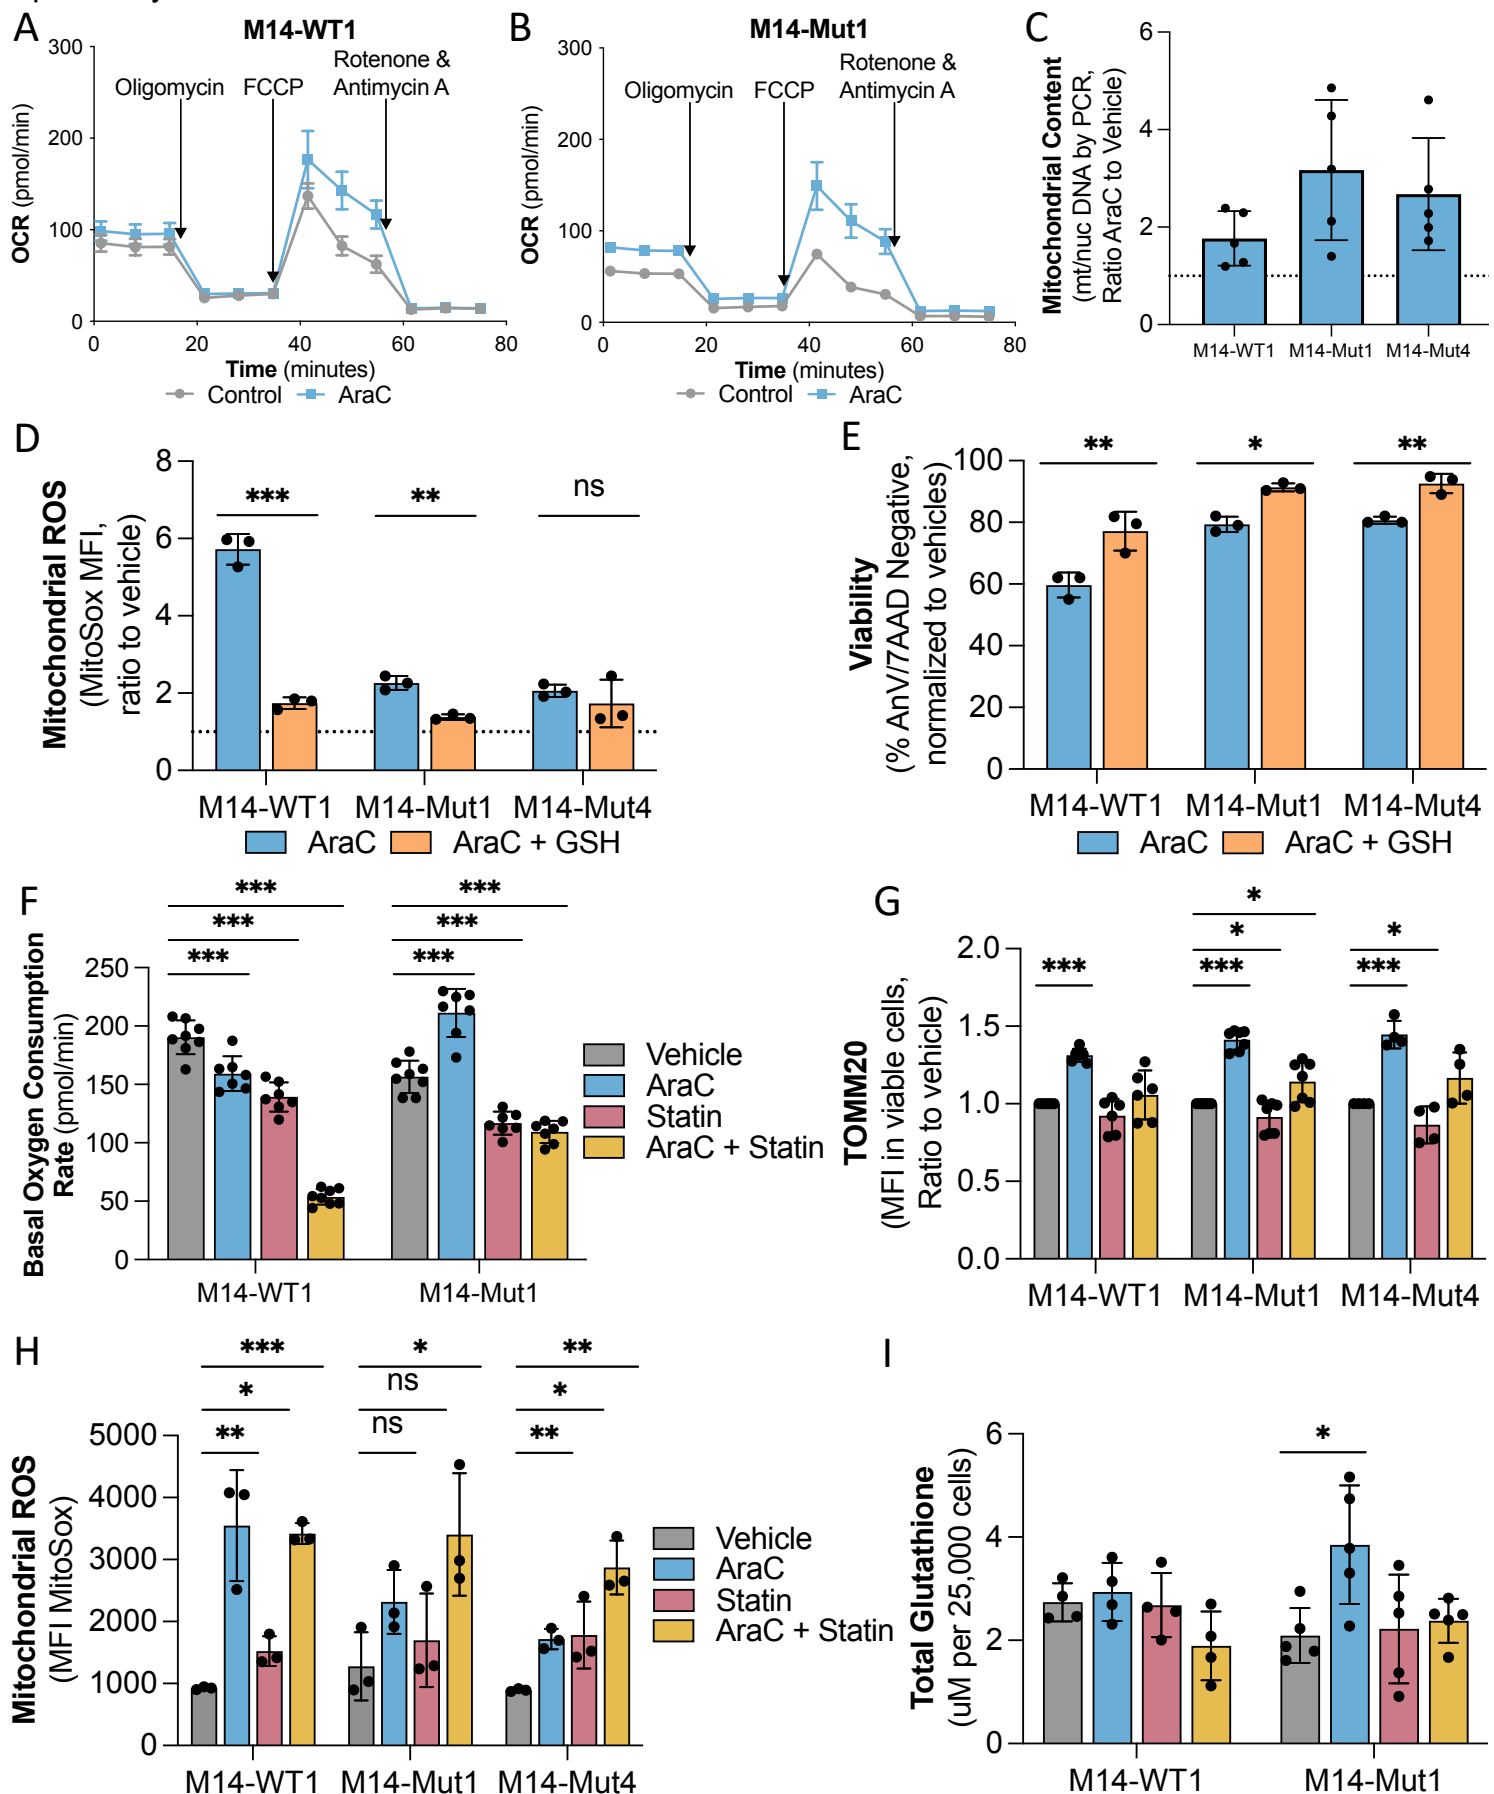 A
M14-WT1
300
200
100
0
OCR (pmol/min)
Oligomycin
FCCP
Rotenone &
Antimycin A
0 20 40 60 80
Time (minutes)
Control AraC
B
M14-Mut1
300
200
100
0
OCR (pmol/min)
Oligomycin
FCCP
Rotenone &
Antimycin A
0 20 40 60 80
Time (minutes)
Control AraC
C
Mitochondrial Content
(mt/nuc DNA by PCR,
Ratio AraC to Vehicle)
6
4
2
0
M14-WT1 M14-Mut1 M14-Mut4
D
Mitochondrial ROS
(MitoSox MFI,
ratio to vehicle)
8
6
4
2
0
*** ** ns
M14-WT1 M14-Mut1 M14-Mut4
AraC AraC + GSH
E
Viability
(% AnV/7AAD Negative,
normalized to vehicles)
100
80
60
40
20
0
** * **
M14-WT1 M14-Mut1 M14-Mut4
AraC AraC + GSH
F
Basal Oxygen Consumption
Rate (pmol/min)
250
200
150
100
50
0
*** ***
*** ***
*** ***
M14-WT1 M14-Mut1
Vehicle
AraC
Statin
AraC + Statin
G
TOMM20
(MFI in viable cells,
Ratio to vehicle)
2.0
1.5
1.0
0.5
0.0
*
* *
*** *** ***
M14-WT1 M14-Mut1 M14-Mut4
H
Mitochondrial ROS
(MFI MitoSox)
5000
4000
3000
2000
1000
0
*** * **
* ns *
** ns **
M14-WT1 M14-Mut1 M14-Mut4
Vehicle
AraC
Statin
AraC + Statin
I
Total Glutathione
(uM per 25,000 cells)
6
4
2
0
*
M14-WT1 M14-Mut1